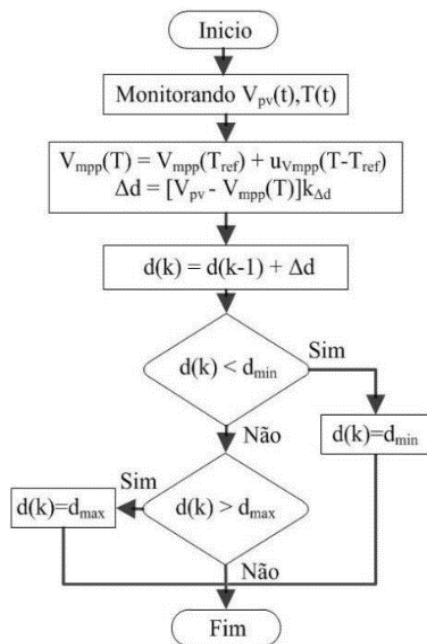 Inicio
Monitorando V_pv(t),T(t)
V_mpp(T) = V_mpp(T_ref) + u_Vmpp(T-T_ref)
Δd = [V_pv - V_mpp(T)]k_Δd
d(k) = d(k-1) + Δd
d(k) < d_min
Sim
Não
d(k)=d_min
Sim
d(k)=d_max
d(k) > d_max
Não
Fim